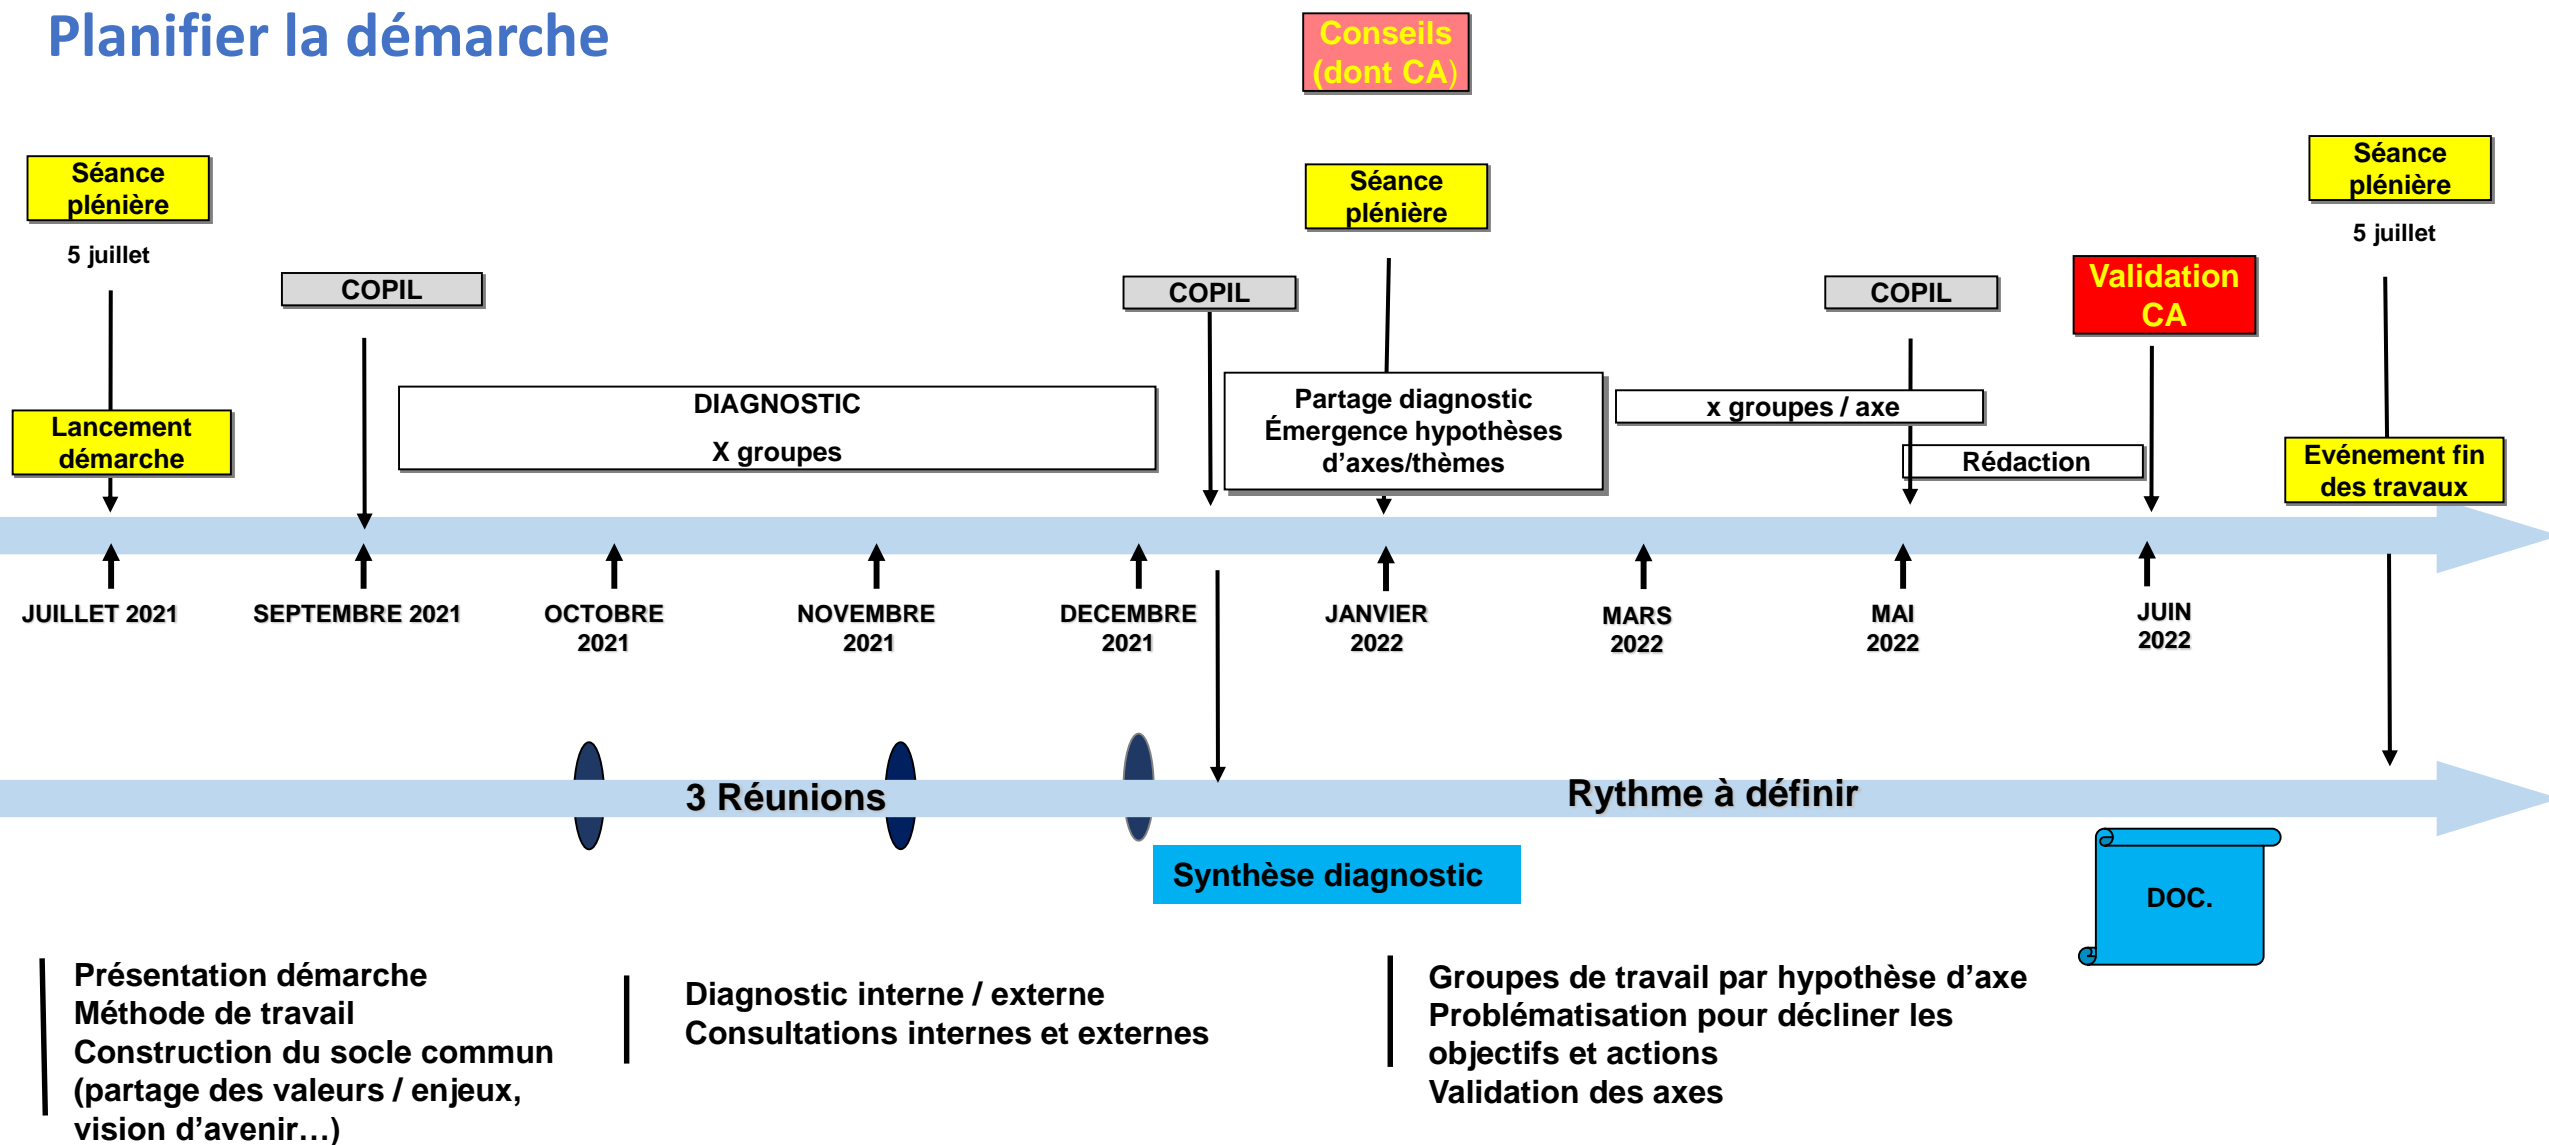 Planifier la démarche
Conseils
(dont CA)
Séance
plénière
5 juillet
Séance
plénière
Séance
plénière
5 juillet
COPIL
COPIL
COPIL
Validation
CA
Lancement
démarche
DIAGNOSTIC
X groupes
Partage diagnostic
Émergence hypothèses
d’axes/thèmes
x groupes / axe
Rédaction
Evénement fin
des travaux
JUILLET 2021
SEPTEMBRE 2021
OCTOBRE
2021
NOVEMBRE
2021
DECEMBRE
2021
JANVIER
2022
MARS
2022
MAI
2022
JUIN
2022
3 Réunions
Rythme à définir
Synthèse diagnostic
DOC.
Présentation démarche
Méthode de travail
Construction du socle commun
(partage des valeurs / enjeux,
vision d’avenir…)
Diagnostic interne / externe
Consultations internes et externes
Groupes de travail par hypothèse d’axe
Problématisation pour décliner les
objectifs et actions
Validation des axes